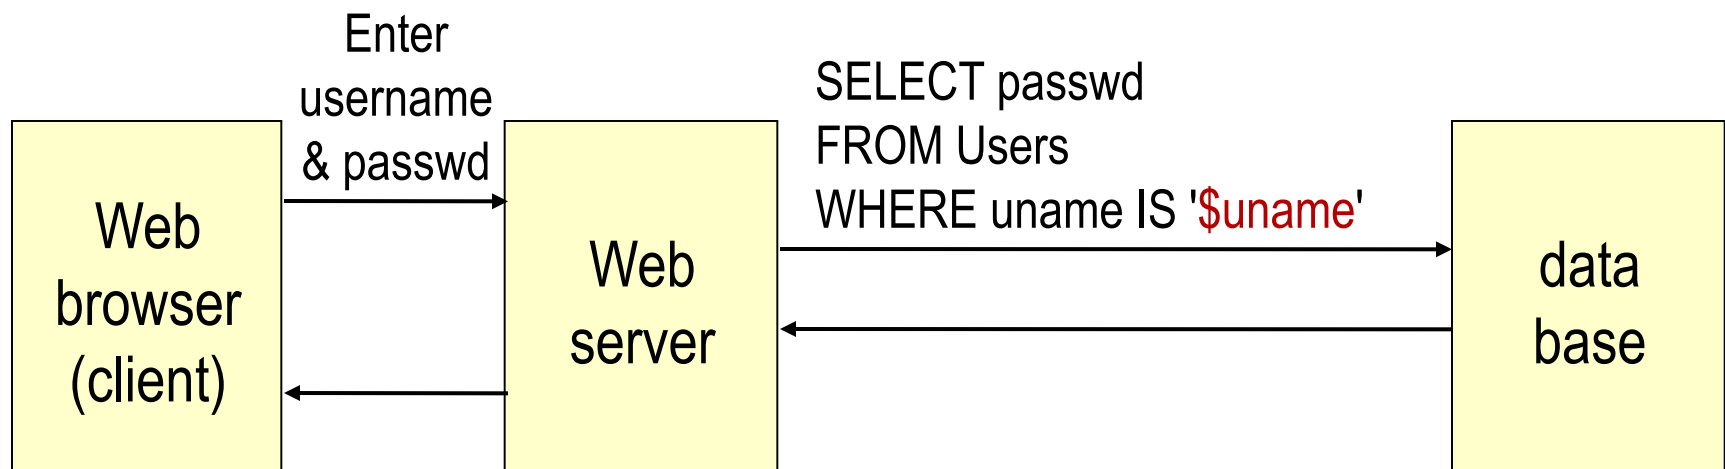 Enter
username
& passwd
SELECT passwd
FROM Users
WHERE uname IS '$uname'
Web
browser
(client)
Web
server
data
base